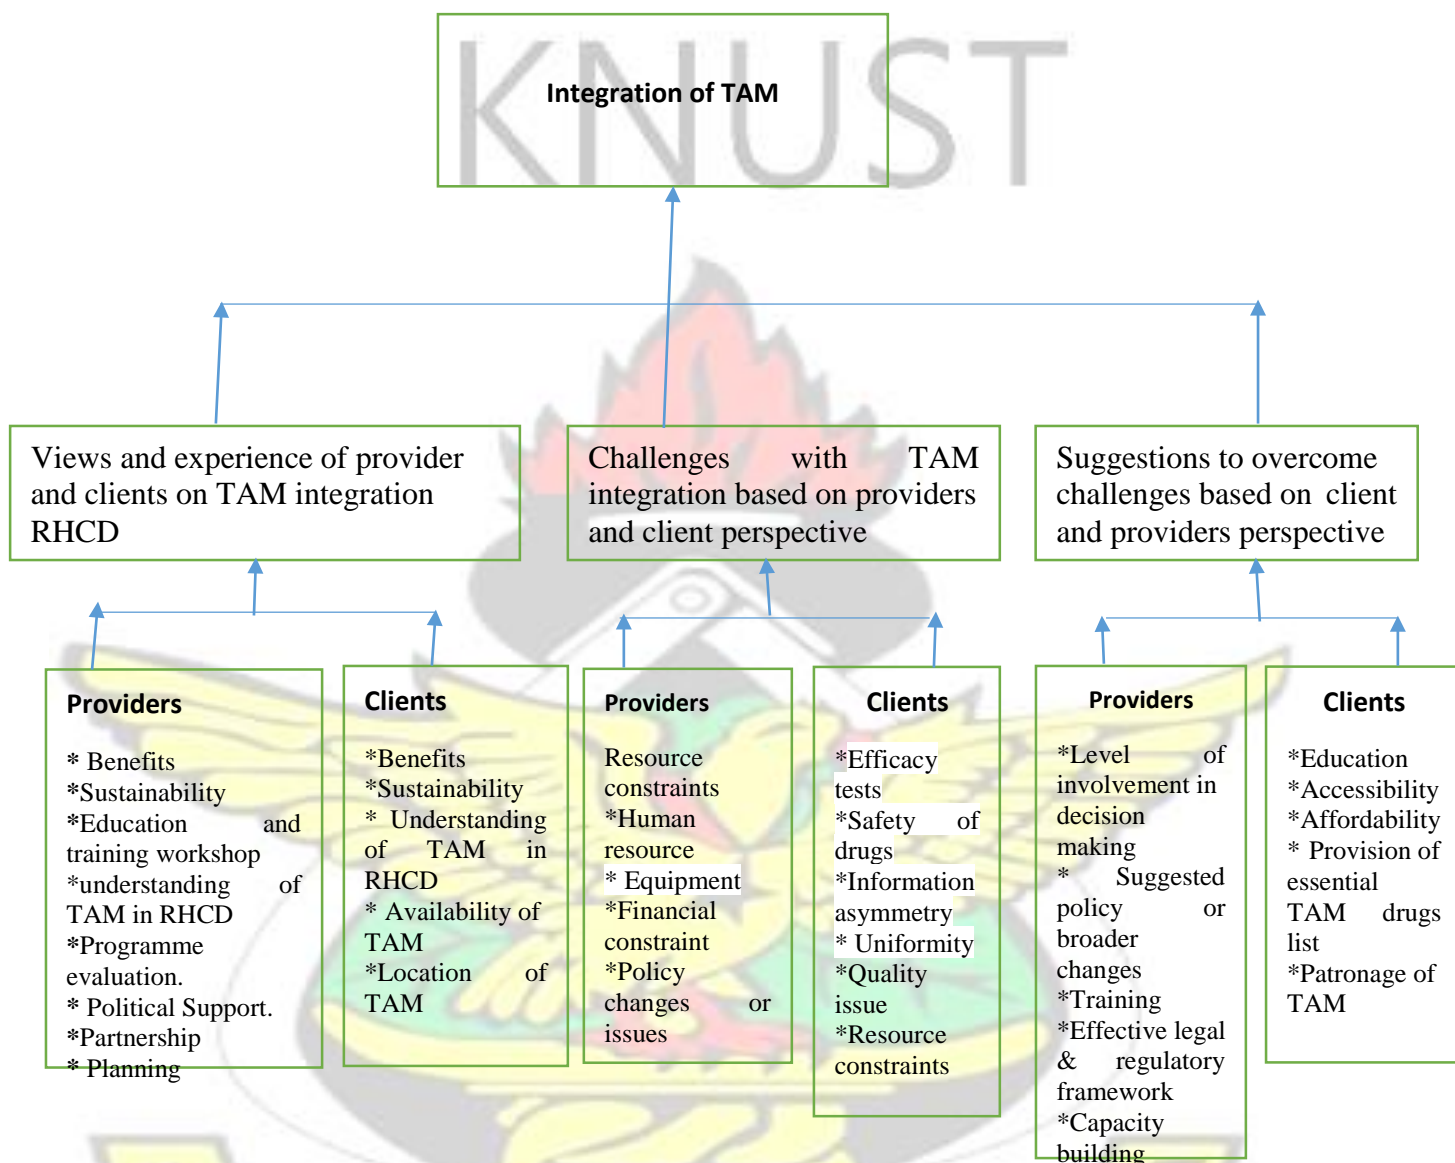 KNUST
Integration of TAM
Views and experience of provider
and clients on TAM integration
RHCD
Challenges with TAM
integration based on providers
and client perspective
Suggestions to overcome
challenges based on client
and providers perspective
Providers
* Benefits
*Sustainability
*Education and
training workshop
*understanding of
TAM in RHCD
*Programme
evaluation.
* Political Support.
*Partnership
* Planning
Clients
*Benefits
*Sustainability
* Understanding
of TAM in
RHCD
* Availability of
TAM
*Location of
TAM
Providers
Resource
constraints
*Human
resource
* Equipment
*Financial
constraint
*Policy
changes or
issues
Clients
*Efficacy
tests
*Safety of
drugs
*Information
asymmetry
* Uniformity
*Quality
issue
*Resource
constraints
Providers
*Level of
involvement in
decision
making
* Suggested
policy or
broader
changes
*Training
*Effective legal
& regulatory
framework
*Capacity
building
Clients
*Education
*Accessibility
*Affordability
* Provision of
essential
TAM drugs
list
*Patronage of
TAM